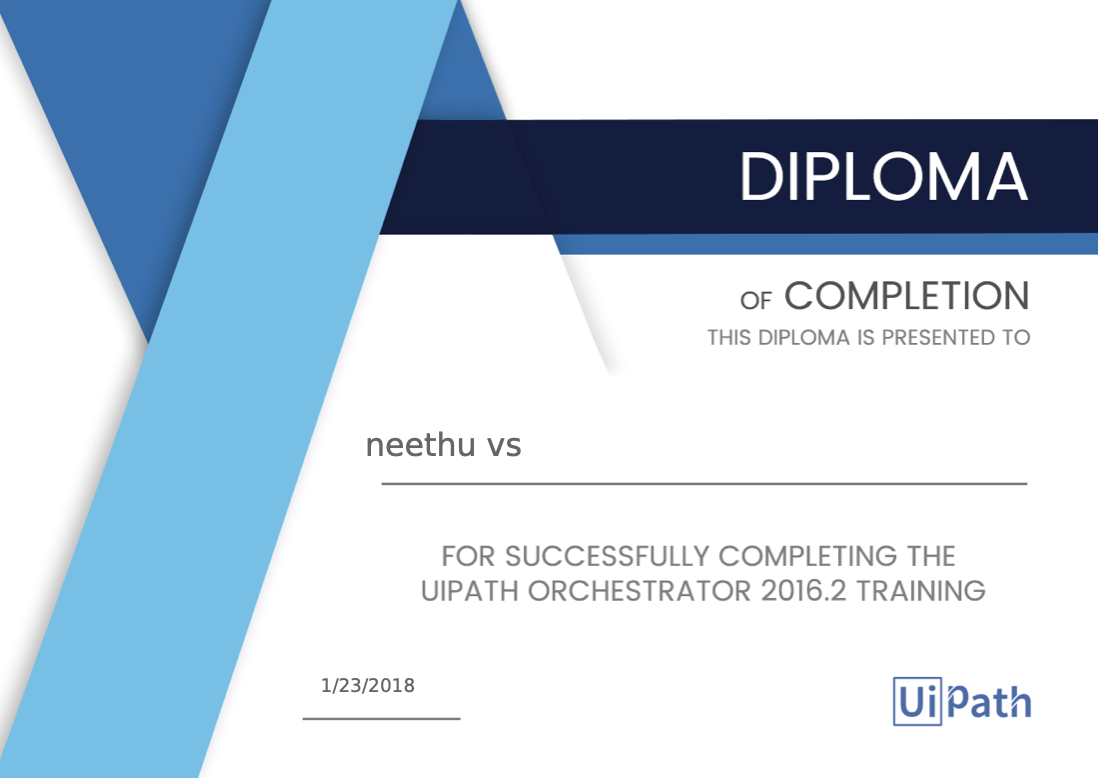 DIPLOMA
OF COMPLETION
THIS DIPLOMA IS PRESENTED TO
neethu vs
FOR SUCCESSFULLY COMPLETING THE
UIPATH ORCHESTRATOR 2016.2 TRAINING
1/23/2018
UiPath